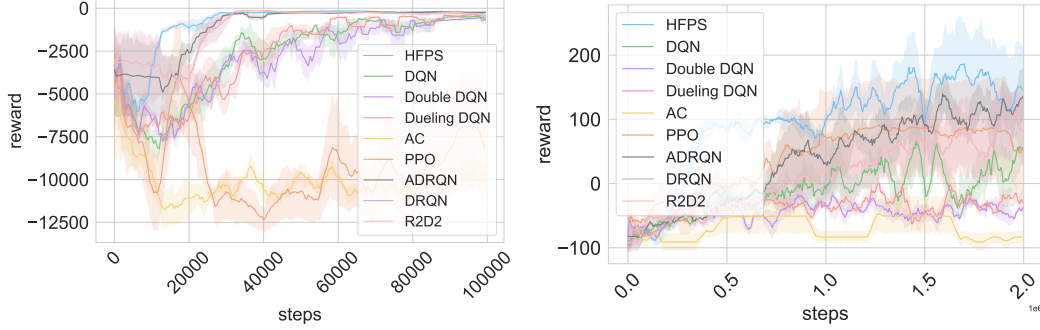 0
−2500
−5000
−7500
−10000
−12500
reward
HFPS
DQN
Double DQN
Dueling DQN
AC
PPO
ADRQN
DRQN
R2D2
0
20000
40000
60000
80000
100000
steps
200
100
0
−100
reward
HFPS
DQN
Double DQN
Dueling DQN
AC
PPO
ADRQN
DRQN
R2D2
0.0
0.5
1.0
1.5
2.0
1e6
steps